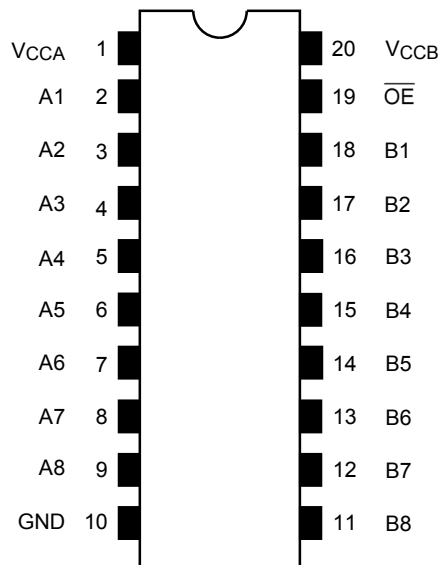 VCCA 1 20 VCCB
A1 2 19 O̅E̅
A2 3 18 B1
A3 4 17 B2
A4 5 16 B3
A5 6 15 B4
A6 7 14 B5
A7 8 13 B6
A8 9 12 B7
GND 10 11 B8